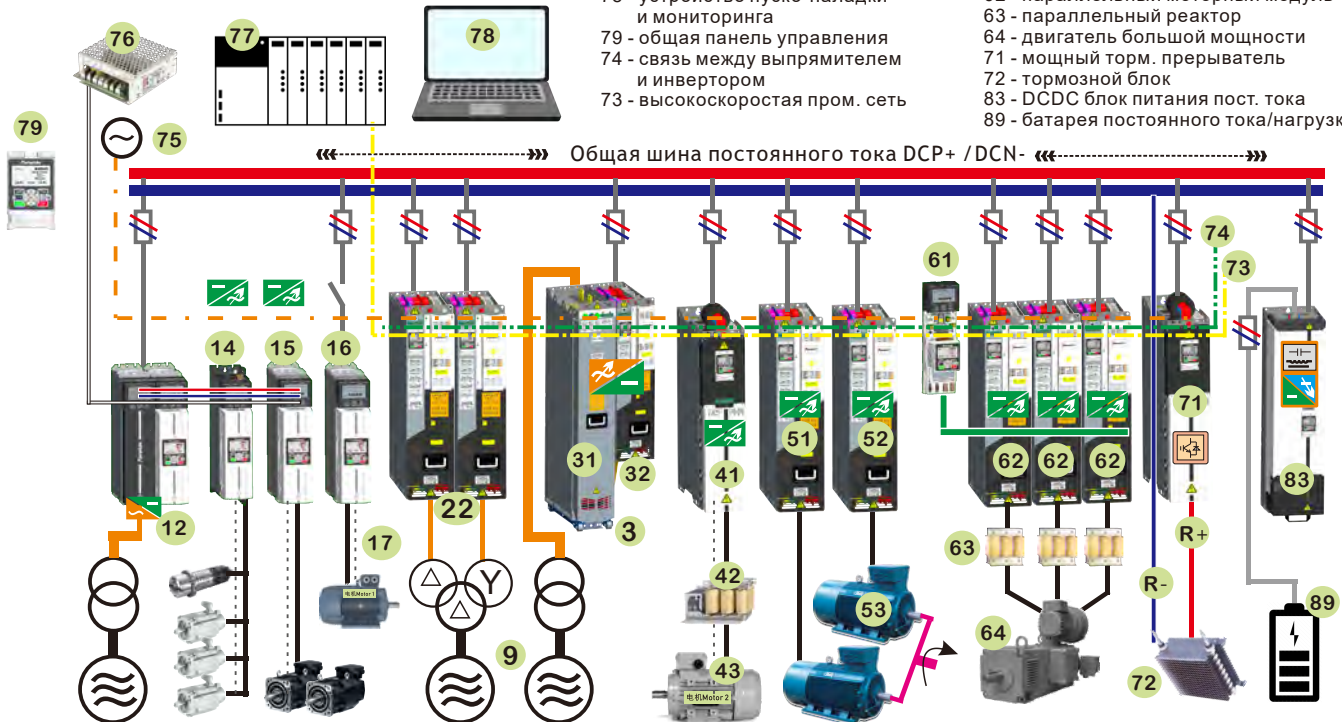 и мониторинга
79 - общая панель управления
74 - связь между выпрямителем
и инвертором
73 - высокоскоростая пром. сеть
63 - параллельный реактор
64 - двигатель большой мощности
71 - мощный торм. прерыватель
72 - тормозной блок
83 - DCDC блок питания пост. тока
89 - батарея постоянного тока/нагрузк
76
77
78
79
75
Общая шина постоянного тока DCP+ /DCN-
74
73
61
14
15
16
12
17
22
31
32
3
41
51
52
62
62
62
71
83
63
R+
R-
42
53
电机Motor 1
Y
9
43
电机Motor 2
64
72
89